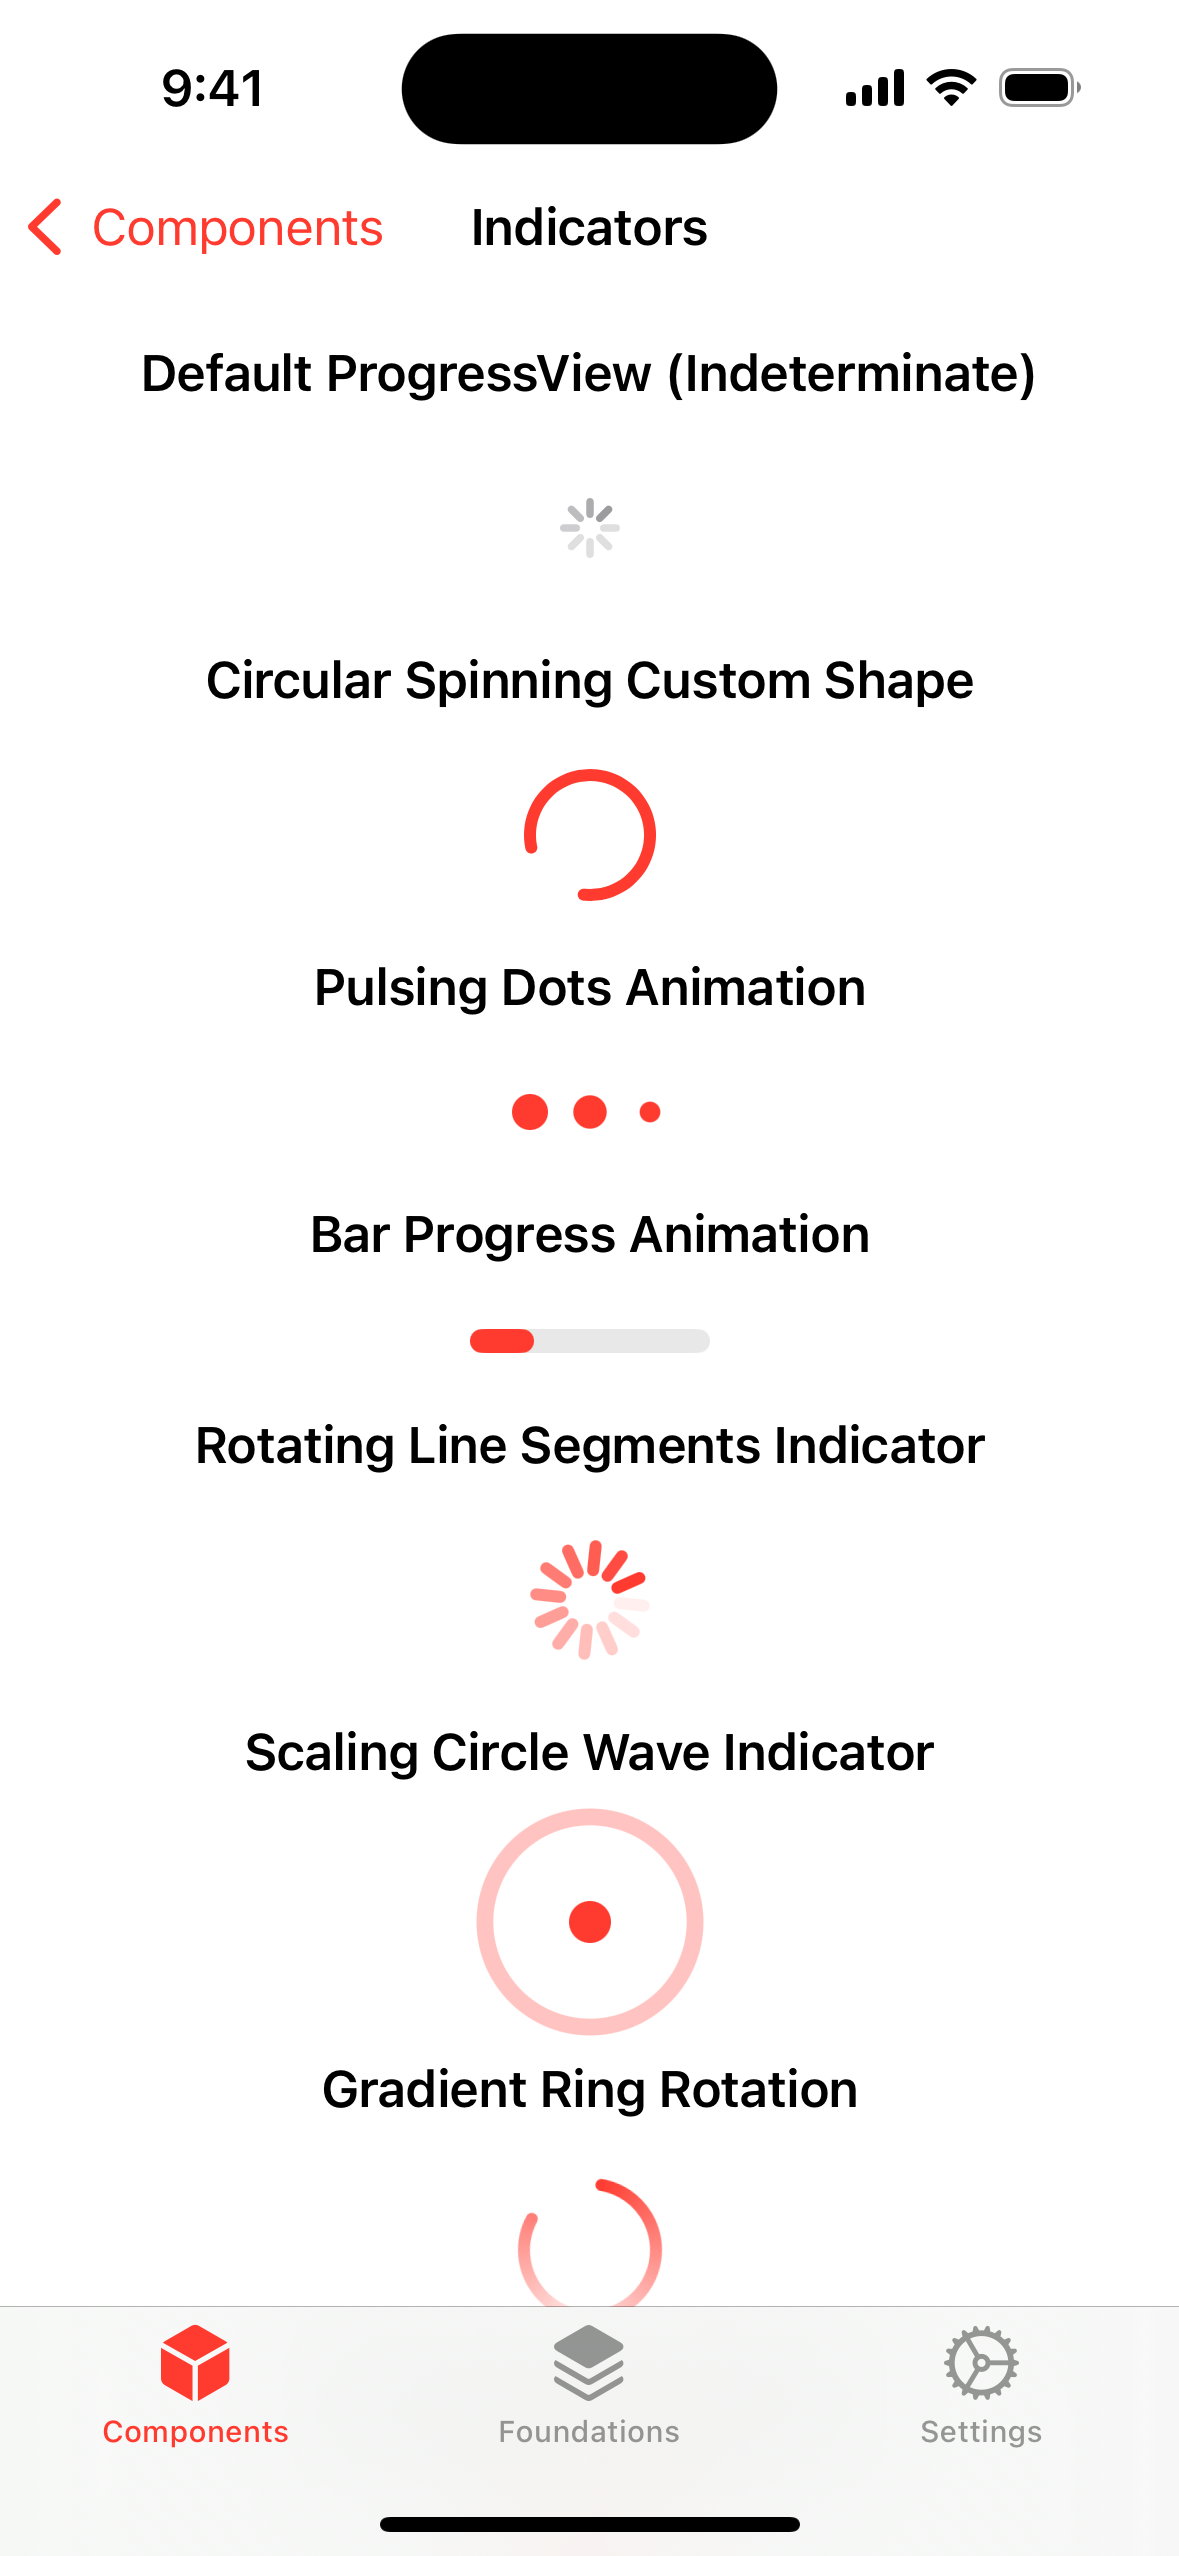 9:41
Components
Indicators
Default ProgressView (Indeterminate)
Circular Spinning Custom Shape
Pulsing Dots Animation
Bar Progress Animation
Rotating Line Segments Indicator
Scaling Circle Wave Indicator
Gradient Ring Rotation
Components
Foundations
Settings